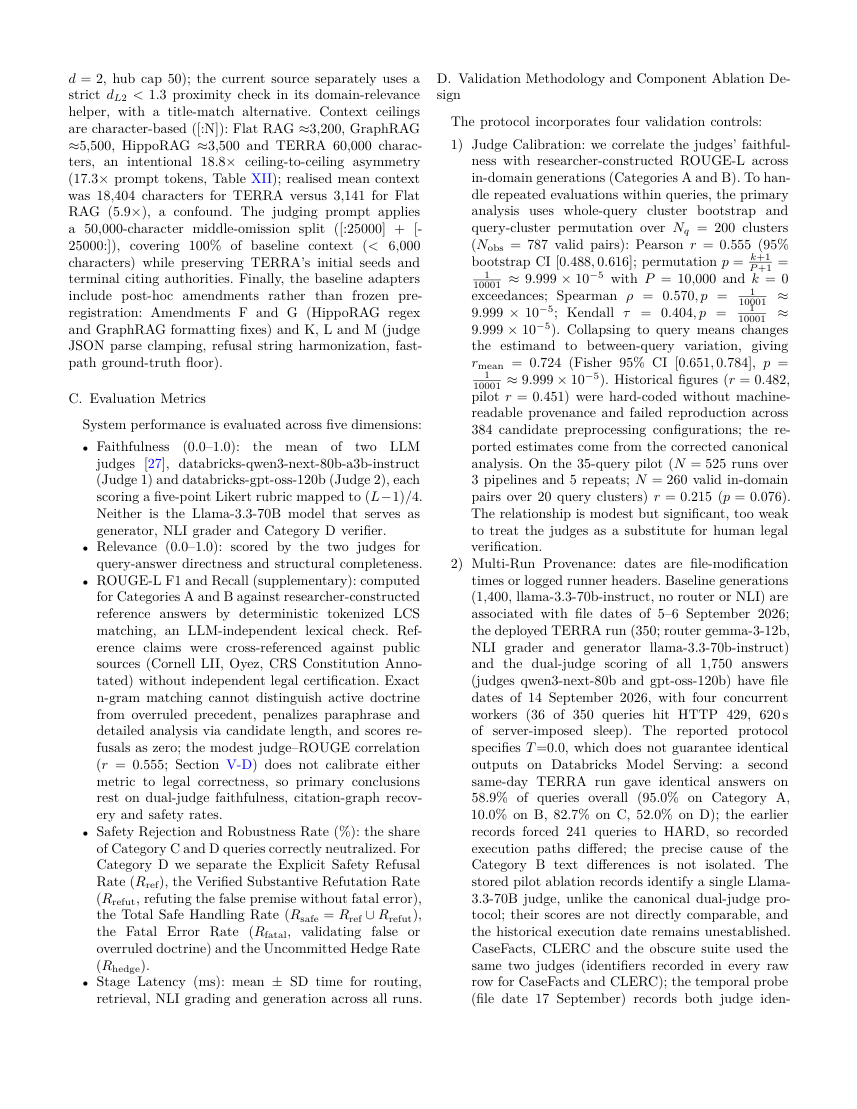 d = 2, hub cap 50); the current source separately uses a
strict d_{L2} < 1.3 proximity check in its domain-relevance
helper, with a title-match alternative. Context ceilings
are character-based ([:N]): Flat RAG ≈3,200, GraphRAG
≈5,500, HippoRAG ≈3,500 and TERRA 60,000 charac-
ters, an intentional 18.8× ceiling-to-ceiling asymmetry
(17.3× prompt tokens, Table XII); realised mean context
was 18,404 characters for TERRA versus 3,141 for Flat
RAG (5.9×), a confound. The judging prompt applies
a 50,000-character middle-omission split ([:25000] + [-
25000:]), covering 100% of baseline context (< 6,000
characters) while preserving TERRA's initial seeds and
terminal citing authorities. Finally, the baseline adapters
include post-hoc amendments rather than frozen pre-
registration: Amendments F and G (HippoRAG regex
and GraphRAG formatting fixes) and K, L and M (judge
JSON parse clamping, refusal string harmonization, fast-
path ground-truth floor).
C. Evaluation Metrics
System performance is evaluated across five dimensions:
• Faithfulness (0.0–1.0): the mean of two LLM
judges [27], databricks-qwen3-next-80b-a3b-instruct
(Judge 1) and databricks-gpt-oss-120b (Judge 2), each
scoring a five-point Likert rubric mapped to (L−1)/4.
Neither is the Llama-3.3-70B model that serves as
generator, NLI grader and Category D verifier.
• Relevance (0.0–1.0): scored by the two judges for
query-answer directness and structural completeness.
• ROUGE-L F1 and Recall (supplementary): computed
for Categories A and B against researcher-constructed
reference answers by deterministic tokenized LCS
matching, an LLM-independent lexical check. Ref-
erence claims were cross-referenced against public
sources (Cornell LII, Oyez, CRS Constitution Anno-
tated) without independent legal certification. Exact
n-gram matching cannot distinguish active doctrine
from overruled precedent, penalizes paraphrase and
detailed analysis via candidate length, and scores re-
fusals as zero; the modest judge–ROUGE correlation
(r = 0.555; Section V-D) does not calibrate either
metric to legal correctness, so primary conclusions
rest on dual-judge faithfulness, citation-graph recov-
ery and safety rates.
• Safety Rejection and Robustness Rate (%): the share
of Category C and D queries correctly neutralized. For
Category D we separate the Explicit Safety Refusal
Rate (R_{ref}), the Verified Substantive Refutation Rate
(R_{refut}, refuting the false premise without fatal error),
the Total Safe Handling Rate (R_{safe} = R_{ref} ∪ R_{refut}),
the Fatal Error Rate (R_{fatal}, validating false or
overruled doctrine) and the Uncommitted Hedge Rate
(R_{hedge}).
• Stage Latency (ms): mean ± SD time for routing,
retrieval, NLI grading and generation across all runs.
D. Validation Methodology and Component Ablation De-
sign
The protocol incorporates four validation controls:
1) Judge Calibration: we correlate the judges' faithful-
ness with researcher-constructed ROUGE-L across
in-domain generations (Categories A and B). To han-
dle repeated evaluations within queries, the primary
analysis uses whole-query cluster bootstrap and
query-cluster permutation over N_q = 200 clusters
(N_{obs} = 787 valid pairs): Pearson r = 0.555 (95%
bootstrap CI [0.488, 0.616]; permutation p = \frac{k+1}{P+1} =
\frac{1}{10001} ≈ 9.999 × 10^{−5} with P = 10,000 and k = 0
exceedances; Spearman ρ = 0.570, p = \frac{1}{10001} ≈
9.999 × 10^{−5}; Kendall τ = 0.404, p = \frac{1}{10001} ≈
9.999 × 10^{−5}). Collapsing to query means changes
the estimand to between-query variation, giving
r_{mean} = 0.724 (Fisher 95% CI [0.651, 0.784], p =
\frac{1}{10001} ≈ 9.999 × 10^{−5}). Historical figures (r = 0.482,
pilot r = 0.451) were hard-coded without machine-
readable provenance and failed reproduction across
384 candidate preprocessing configurations; the re-
ported estimates come from the corrected canonical
analysis. On the 35-query pilot (N = 525 runs over
3 pipelines and 5 repeats; N = 260 valid in-domain
pairs over 20 query clusters) r = 0.215 (p = 0.076).
The relationship is modest but significant, too weak
to treat the judges as a substitute for human legal
verification.
2) Multi-Run Provenance: dates are file-modification
times or logged runner headers. Baseline generations
(1,400, llama-3.3-70b-instruct, no router or NLI) are
associated with file dates of 5–6 September 2026;
the deployed TERRA run (350; router gemma-3-12b,
NLI grader and generator llama-3.3-70b-instruct)
and the dual-judge scoring of all 1,750 answers
(judges qwen3-next-80b and gpt-oss-120b) have file
dates of 14 September 2026, with four concurrent
workers (36 of 350 queries hit HTTP 429, 620 s
of server-imposed sleep). The reported protocol
specifies T=0.0, which does not guarantee identical
outputs on Databricks Model Serving: a second
same-day TERRA run gave identical answers on
58.9% of queries overall (95.0% on Category A,
10.0% on B, 82.7% on C, 52.0% on D); the earlier
records forced 241 queries to HARD, so recorded
execution paths differed; the precise cause of the
Category B text differences is not isolated. The
stored pilot ablation records identify a single Llama-
3.3-70B judge, unlike the canonical dual-judge pro-
tocol; their scores are not directly comparable, and
the historical execution date remains unestablished.
CaseFacts, CLERC and the obscure suite used the
same two judges (identifiers recorded in every raw
row for CaseFacts and CLERC); the temporal probe
(file date 17 September) records both judge iden-